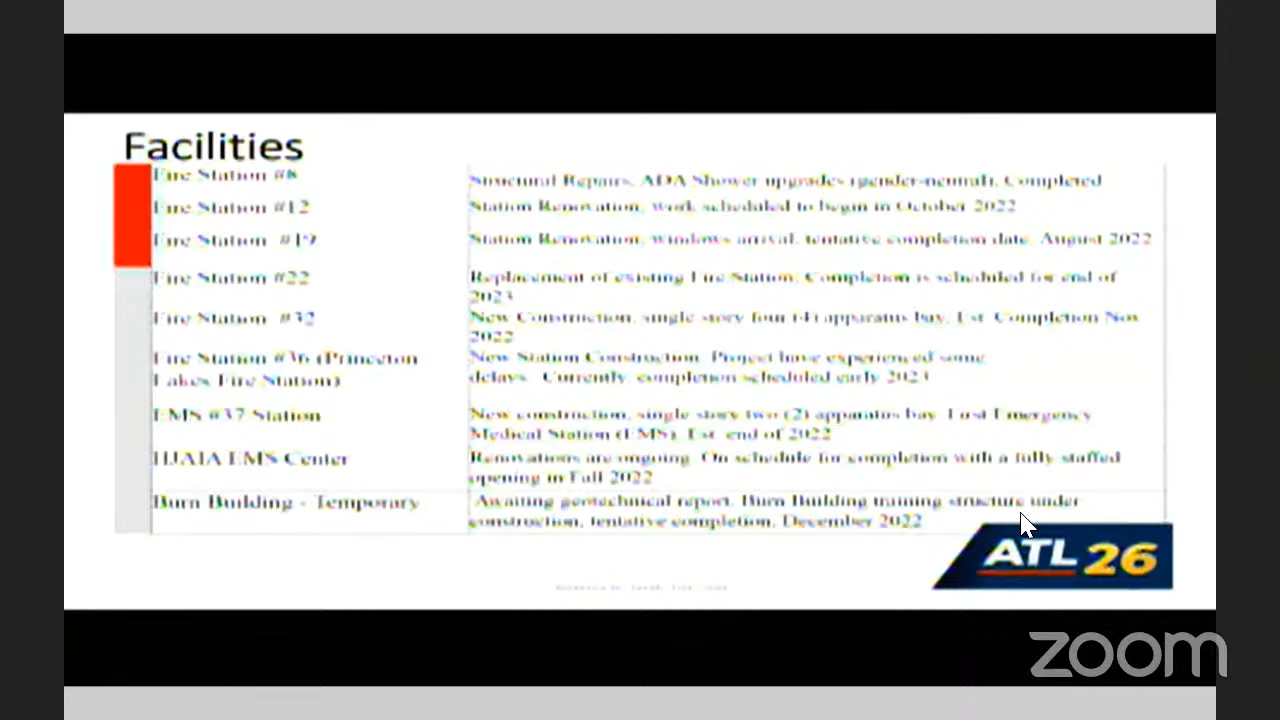 Facilities
Fire Station #8
Structural Repairs, ADA Shower upgrades (gender-neutral), Completed
Fire Station #12
Station Renovation, work scheduled to begin in October 2022
Fire Station #19
Station Renovation, windows arrival, tentative completion date, August 2022
Fire Station #22
Replacement of existing Fire Station, Completion is scheduled for end of
2023
Fire Station #32
New Construction, single story four (4) apparatus bay, Est. Completion Nov
2022
Fire Station #36 (Princeton
Lakes Fire Station)
New Station Construction. Project have experienced some
delays. Currently, completion scheduled early 2023
EMS #37 Station
New construction, single story two (2) apparatus bay. First Emergency
Medical Station (EMS), Est. end of 2022
HJAIA EMS Center
Renovations are ongoing. On schedule for completion with a fully staffed
opening in Fall 2022
Burn Building - Temporary
Awaiting geotechnical report. Burn Building training structure under
construction, tentative completion, December 2022
ATL 26
zoom